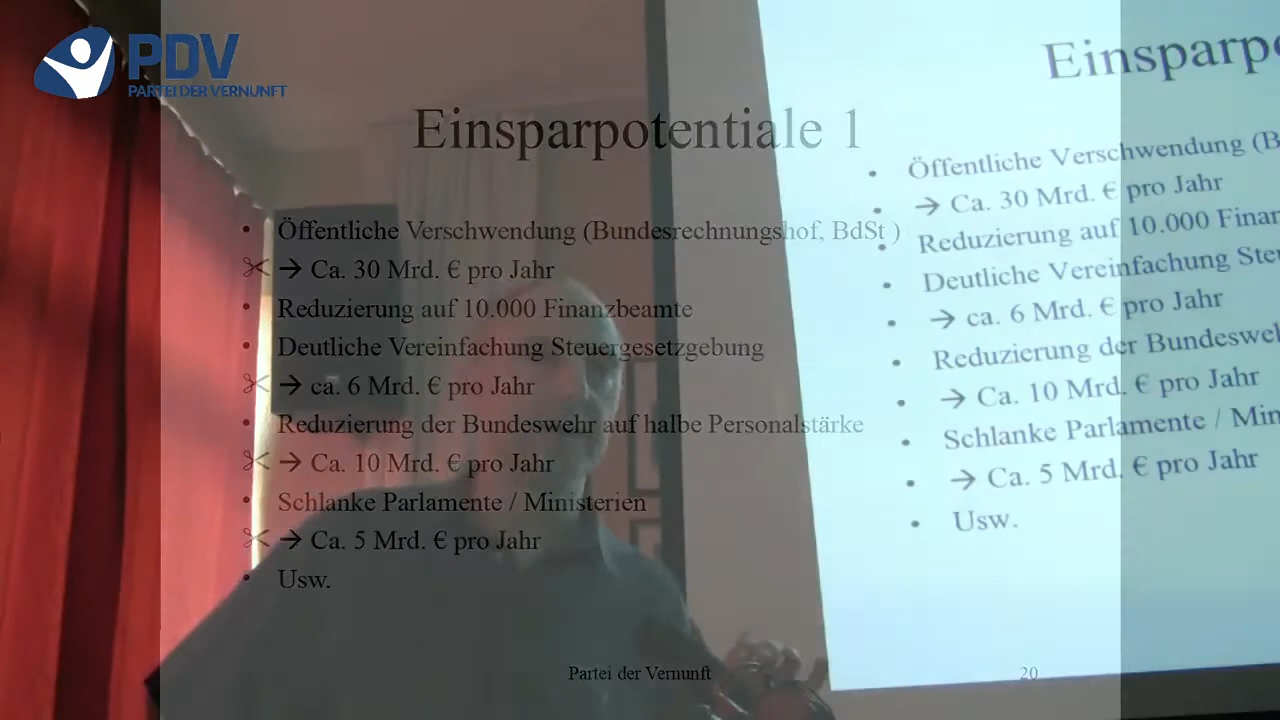 PDV
PARTEI DER VERNUNFT
Einsparpotentiale 1
• Öffentliche Verschwendung (Bundesrechnungshof, BdSt )
→ Ca. 30 Mrd. € pro Jahr
• Reduzierung auf 10.000 Finanzbeamte
• Deutliche Vereinfachung Steuergesetzgebung
→ ca. 6 Mrd. € pro Jahr
• Reduzierung der Bundeswehr auf halbe Personalstärke
→ Ca. 10 Mrd. € pro Jahr
• Schlanke Parlamente / Ministerien
→ Ca. 5 Mrd. € pro Jahr
• Usw.
Partei der Vernunft
20
Einsparpo
• Öffentliche Verschwendung (B
• → Ca. 30 Mrd. € pro Jahr
• Reduzierung auf 10.000 Finan
• Deutliche Vereinfachung Steu
• → ca. 6 Mrd. € pro Jahr
• Reduzierung der Bundesweh
• → Ca. 10 Mrd. € pro Jahr
• Schlanke Parlamente / Min
• → Ca. 5 Mrd. € pro Jahr
• Usw.